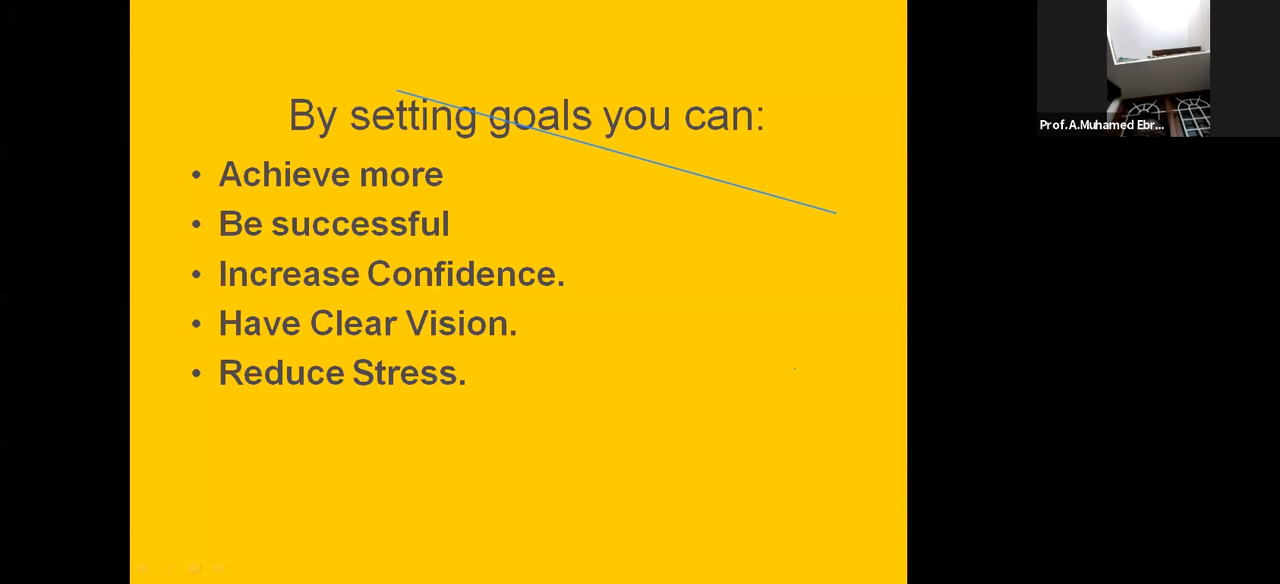 By setting goals you can:
• Achieve more
• Be successful
• Increase Confidence.
• Have Clear Vision.
• Reduce Stress.
Prof.A.Muhamed Ebr...